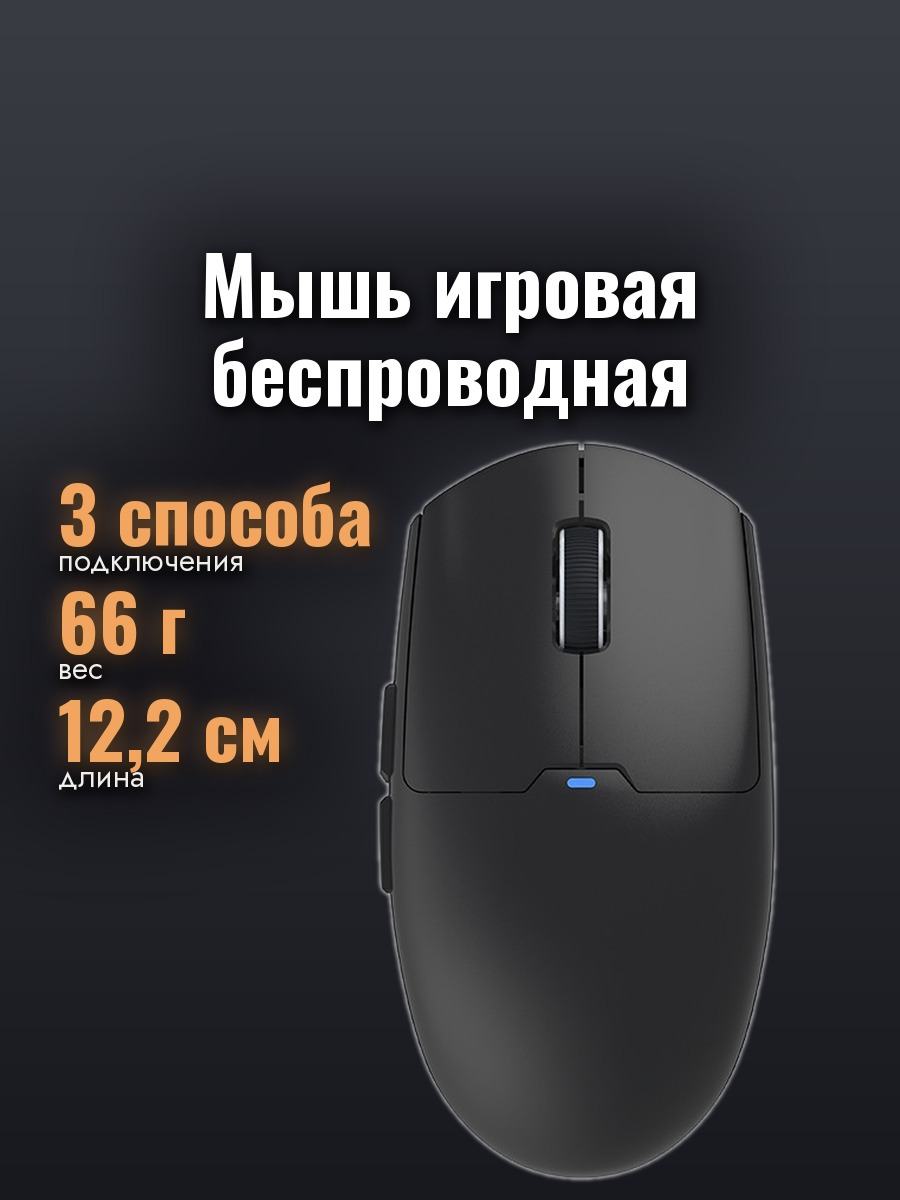 Мышь игровая
беспроводная
3 способа
подключения
66 г
вес
12,2 см
длина